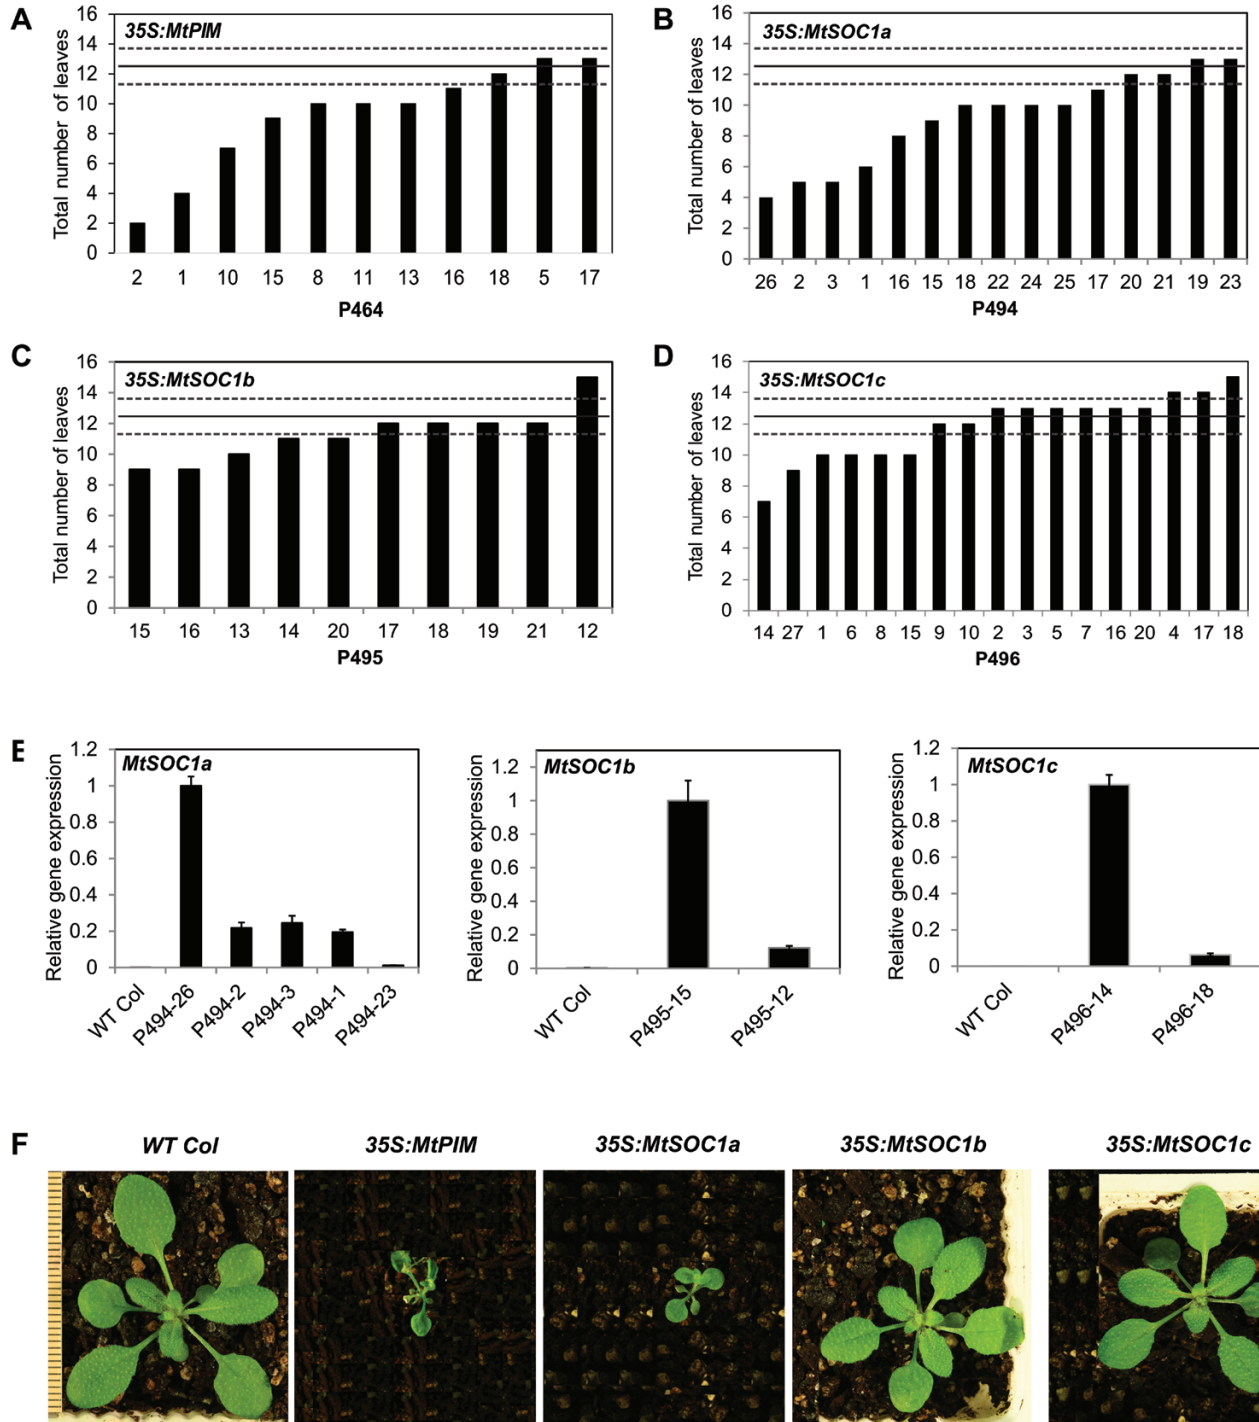 A
35S:MtPIM
Total number of leaves
16
14
12
10
8
6
4
2
0
2 1 10 15 8 11 13 16 18 5 17
P464
B
35S:MtSOC1a
Total number of leaves
16
14
12
10
8
6
4
2
0
26 2 3 1 16 15 18 22 24 25 17 20 21 19 23
P494
C
35S:MtSOC1b
Total number of leaves
16
14
12
10
8
6
4
2
0
15 16 13 14 20 17 18 19 21 12
P495
D
35S:MtSOC1c
Total number of leaves
16
14
12
10
8
6
4
2
0
14 27 1 6 8 15 9 10 2 3 5 7 16 20 4 17 18
P496
E
MtSOC1a
Relative gene expression
1.2
1
0.8
0.6
0.4
0.2
0
WT Col P494-26 P494-2 P494-3 P494-1 P494-23
MtSOC1b
Relative gene expression
1.2
1
0.8
0.6
0.4
0.2
0
WT Col P495-15 P495-12
MtSOC1c
Relative gene expression
1.2
1
0.8
0.6
0.4
0.2
0
WT Col P496-14 P496-18
F
WT Col 35S:MtPIM 35S:MtSOC1a 35S:MtSOC1b 35S:MtSOC1c